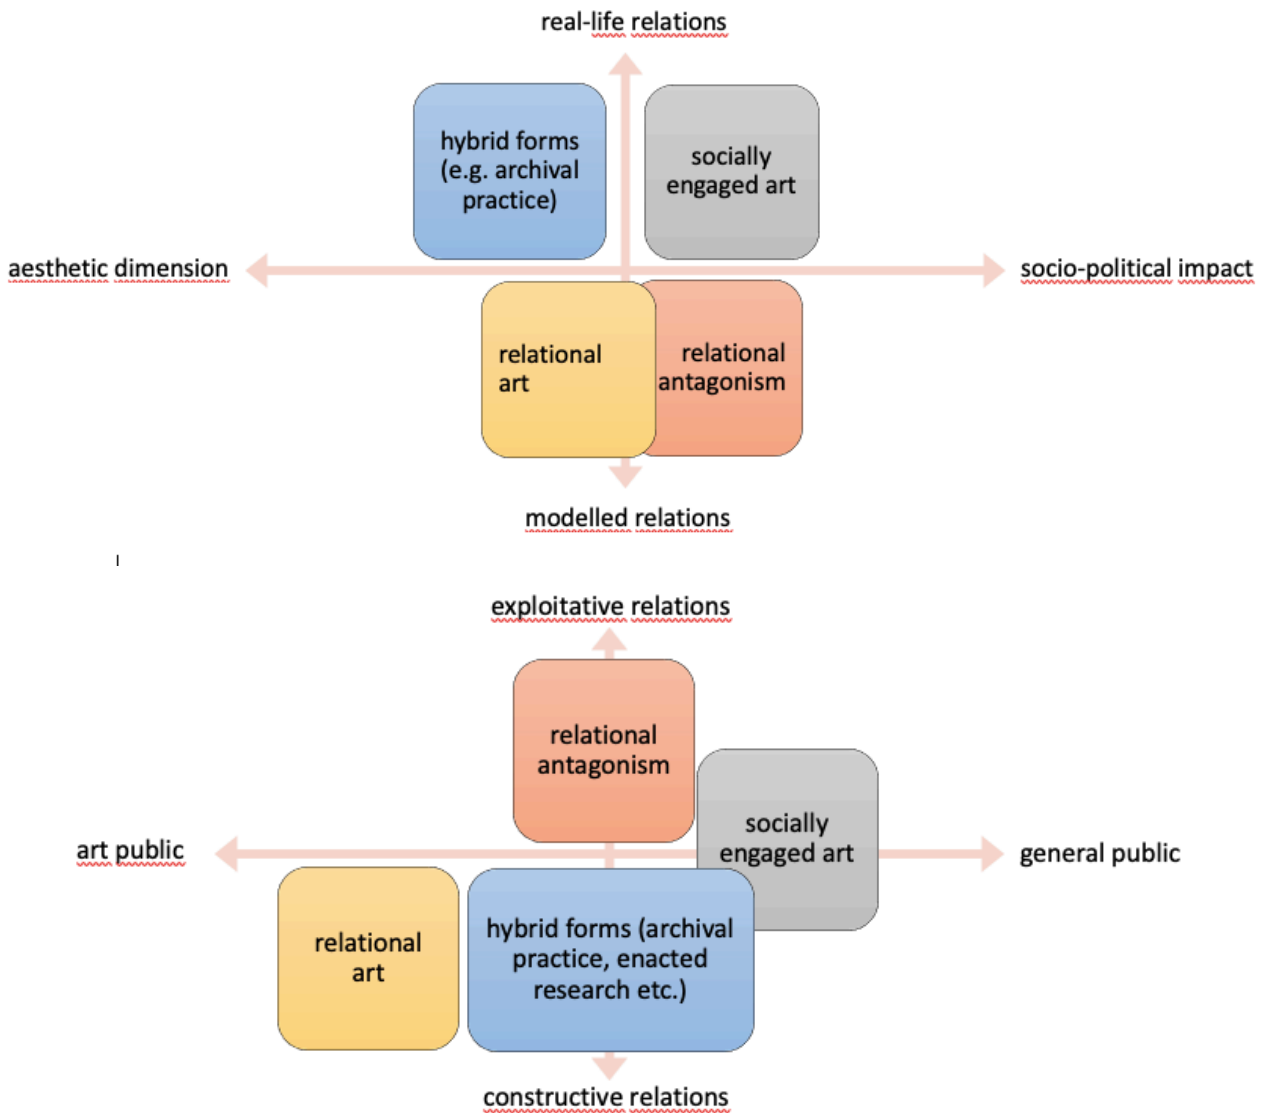 real-life relations
hybrid forms
(e.g. archival
practice)
socially
engaged art
aesthetic dimension
socio-political impact
relational
art
relational
antagonism
modelled relations
exploitative relations
relational
antagonism
socially
engaged art
art public
general public
relational
art
hybrid forms (archival
practice, enacted
research etc.)
constructive relations